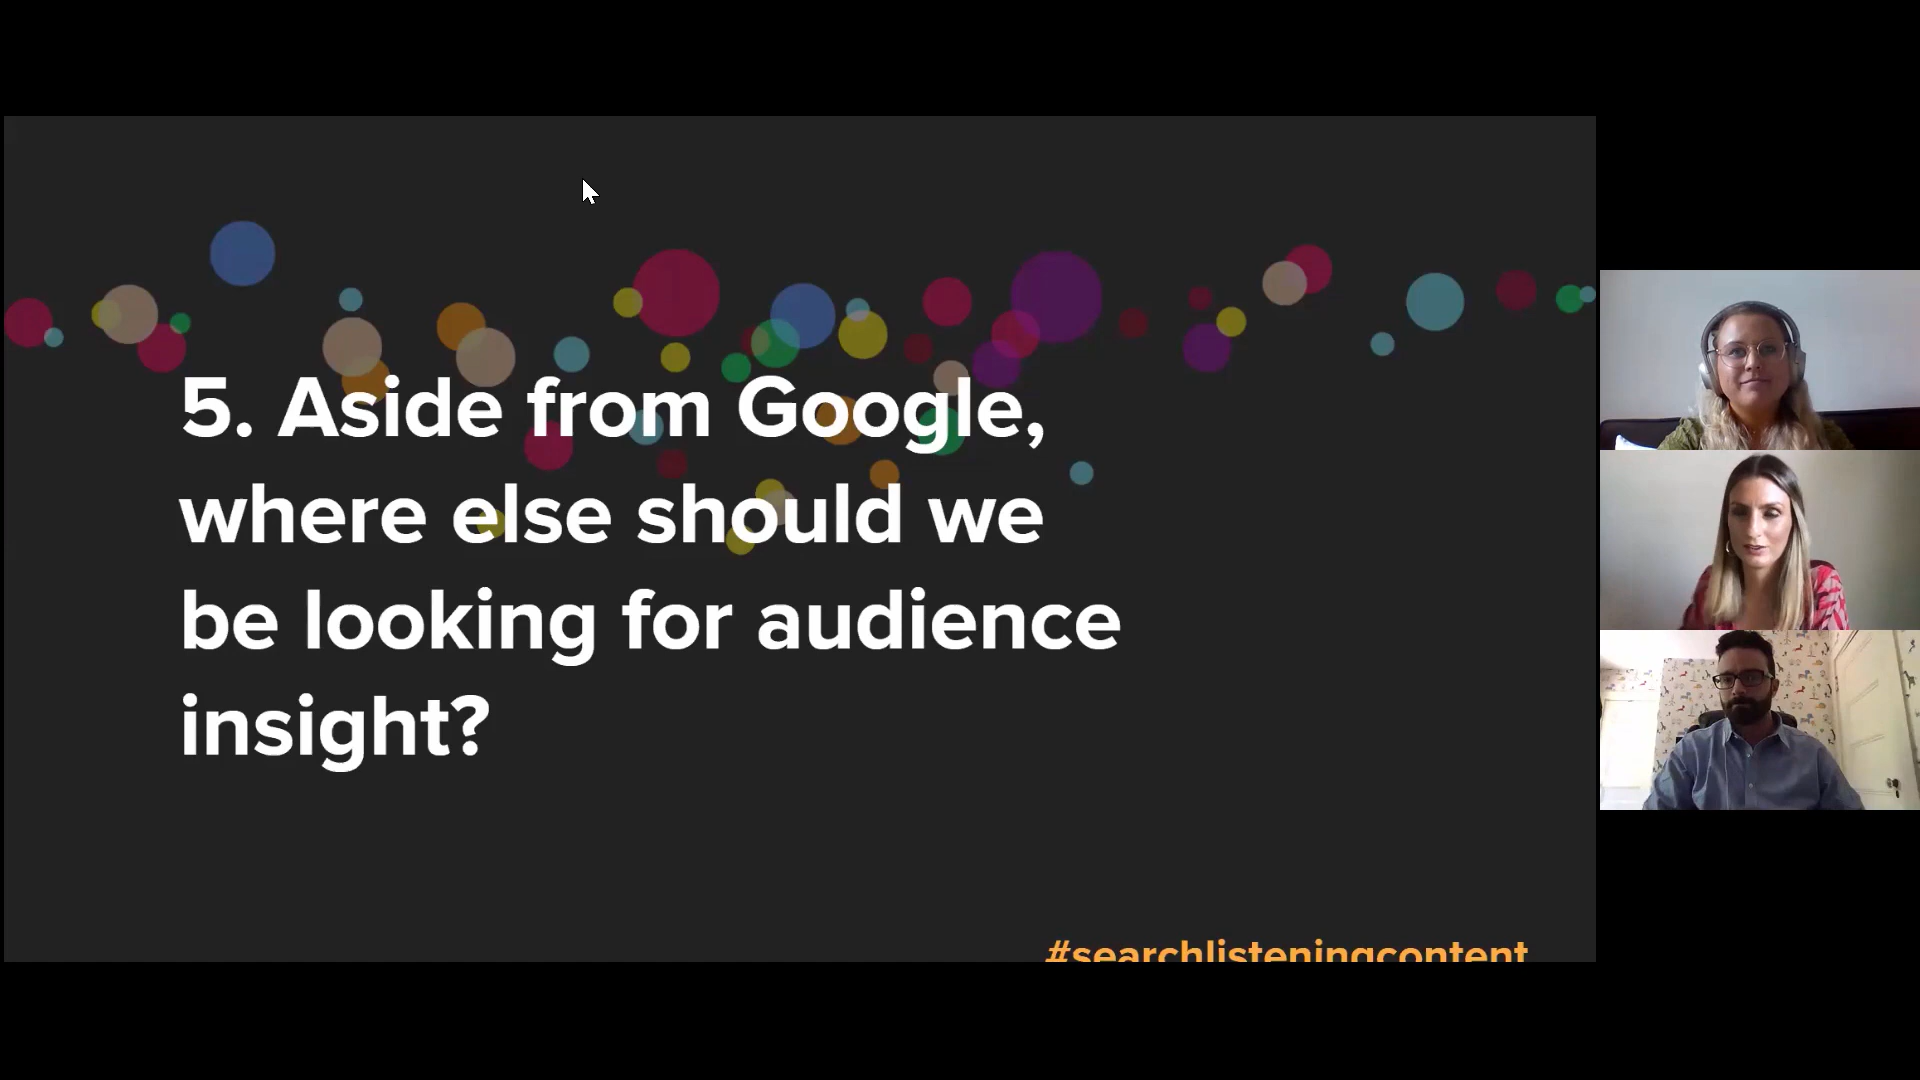 5. Aside from Google,
where else should we
be looking for audience
insight?
#searchlisteningcontent